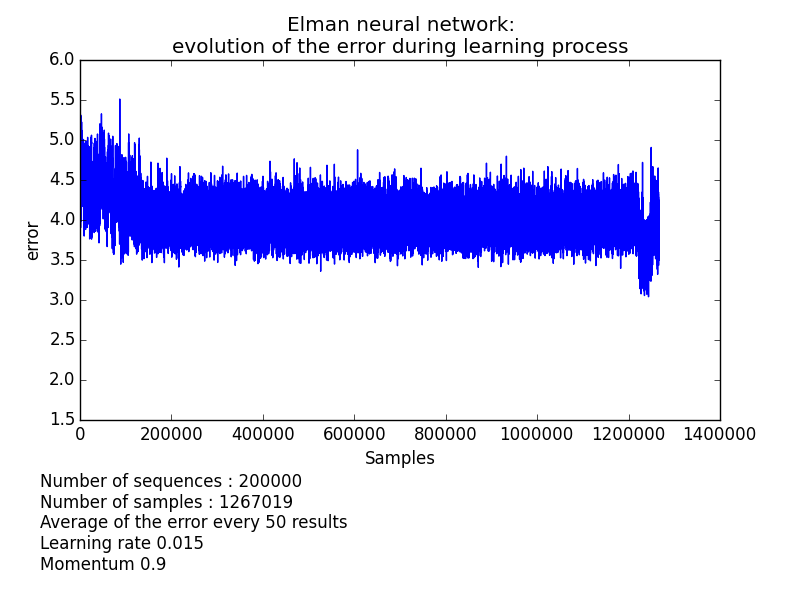 Elman neural network:
evolution of the error during learning process
6.0
5.5
5.0
4.5
4.0
3.5
3.0
2.5
2.0
1.5
error
0 200000 400000 600000 800000 1000000 1200000 1400000
Samples
Number of sequences : 200000
Number of samples : 1267019
Average of the error every 50 results
Learning rate 0.015
Momentum 0.9